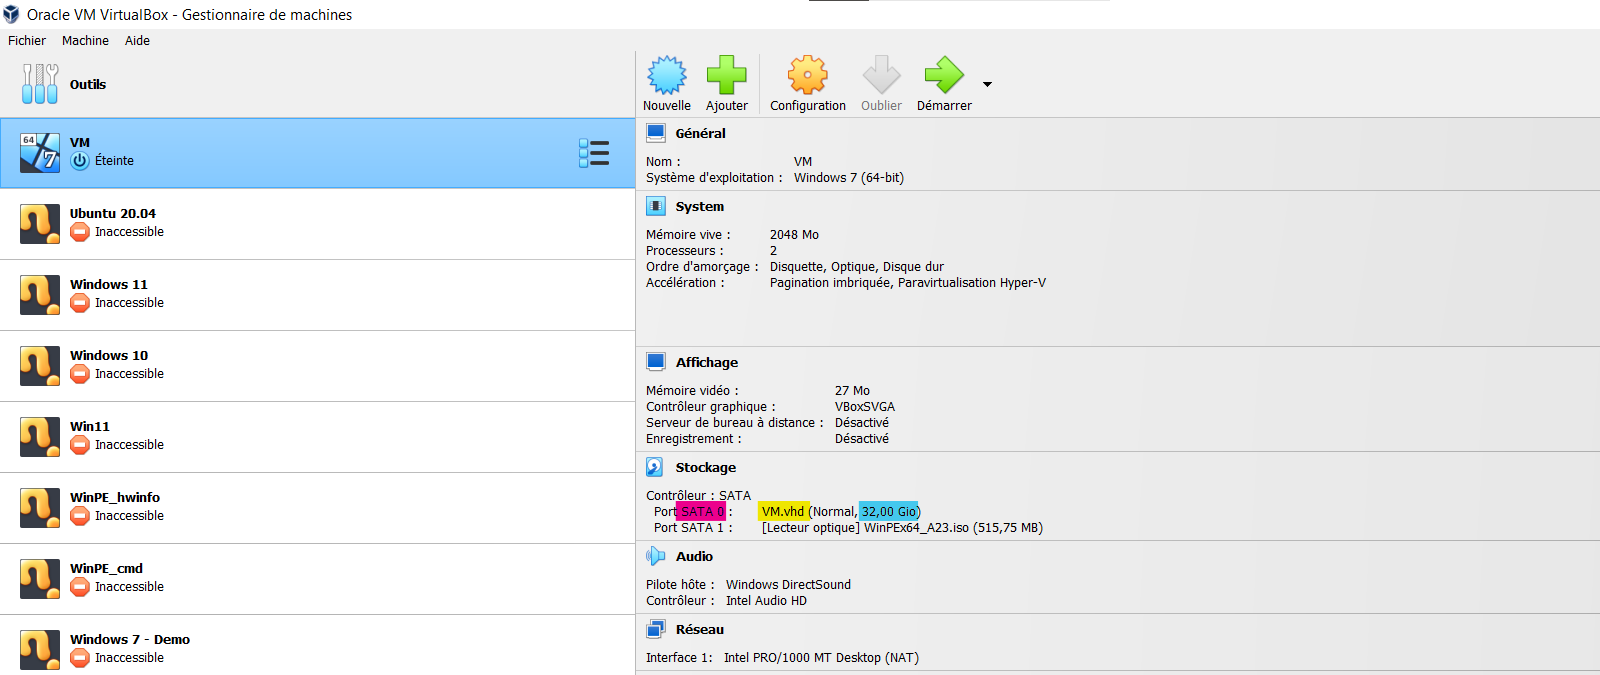 Oracle VM VirtualBox - Gestionnaire de machines
Fichier Machine Aide
Outils
Nouvelle Ajouter Configuration Oublier Démarrer
64
7
VM
Éteinte
Ubuntu 20.04
Inaccessible
Windows 11
Inaccessible
Windows 10
Inaccessible
Win11
Inaccessible
WinPE_hwinfo
Inaccessible
WinPE_cmd
Inaccessible
Windows 7 - Demo
Inaccessible
Général
Nom : VM
Système d'exploitation : Windows 7 (64-bit)
System
Mémoire vive : 2048 Mo
Processeurs : 2
Ordre d'amorçage : Disquette, Optique, Disque dur
Accélération : Pagination imbriquée, Paravirtualisation Hyper-V
Affichage
Mémoire vidéo : 27 Mo
Contrôleur graphique : VBoxSVGA
Serveur de bureau à distance : Désactivé
Enregistrement : Désactivé
Stockage
Contrôleur : SATA
Port SATA 0 : VM.vhd (Normal, 32,00 Gio)
Port SATA 1 : [Lecteur optique] WinPEx64_A23.iso (515,75 MB)
Audio
Pilote hôte : Windows DirectSound
Contrôleur : Intel Audio HD
Réseau
Interface 1: Intel PRO/1000 MT Desktop (NAT)